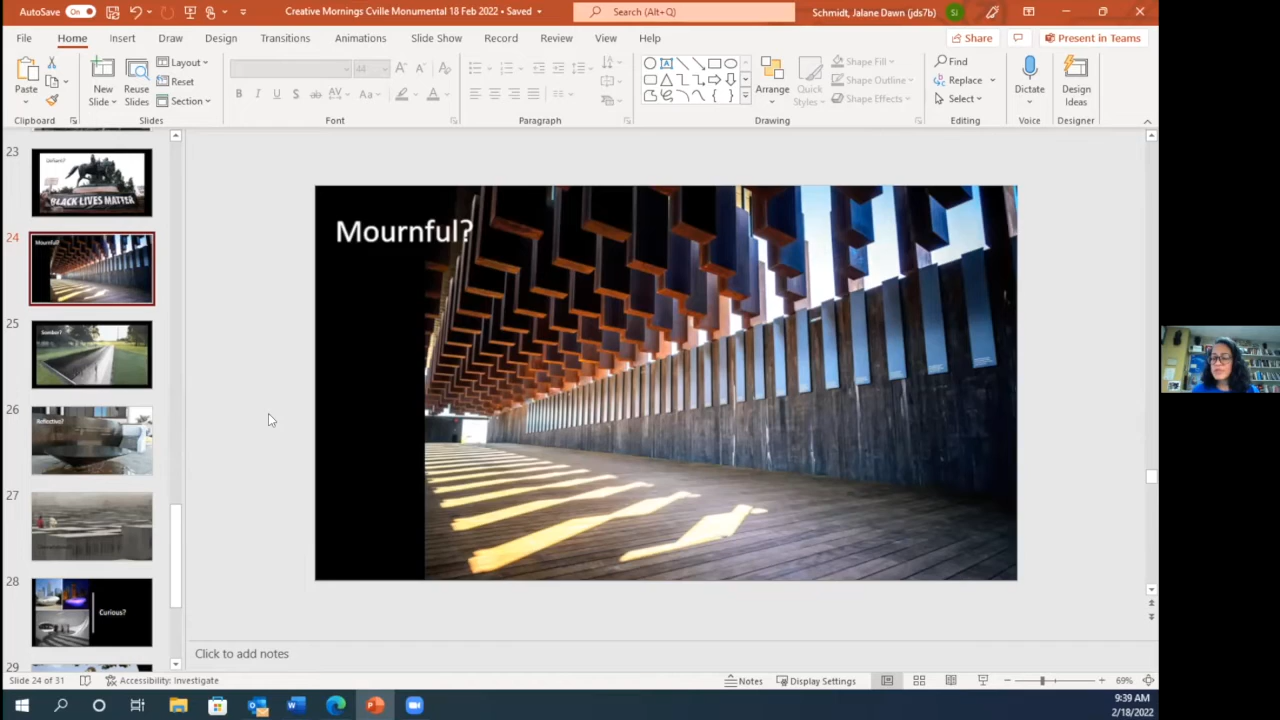 AutoSave On Creative Mornings Cville Monumental 18 Feb 2022 • Saved Search (Alt+Q) Schmidt, Jalane Dawn (jds7b)
File Home Insert Draw Design Transitions Animations Slide Show Record Review View Help Share Present in Teams
Paste New Slide Reuse Slides Layout Reset Section 44 Arrange Quick Styles Shape Fill Shape Outline Shape Effects Find Replace Select Dictate Design Ideas
Clipboard Slides Font Paragraph Drawing Editing Voice Designer
23
BLACK LIVES MATTER
24
Mournful?
25
Somber?
26
Reflective?
27
28
Curious?
29
Mournful?
Click to add notes
Slide 24 of 31 Accessibility: Investigate Notes Display Settings 69%
9:39 AM
2/18/2022